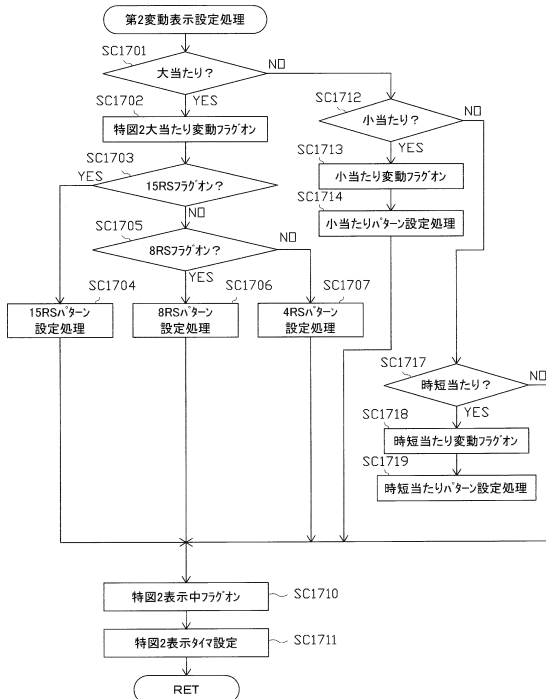 第2変動表示設定処理
SC1701
大当たり?
NO
YES
SC1702
特図2大当たり変動フラグオン
SC1703
YES
15RSフラグオン?
NO
SC1705
8RSフラグオン?
NO
YES
SC1704
15RSパターン
設定処理
SC1706
8RSパターン
設定処理
SC1707
4RSパターン
設定処理
SC1712
小当たり?
NO
YES
SC1713
小当たり変動フラグオン
SC1714
小当たりパターン設定処理
SC1717
時短当たり?
NO
YES
SC1718
時短当たり変動フラグオン
SC1719
時短当たりパターン設定処理
特図2表示中フラグオン
SC1710
特図2表示タイマ設定
SC1711
RET